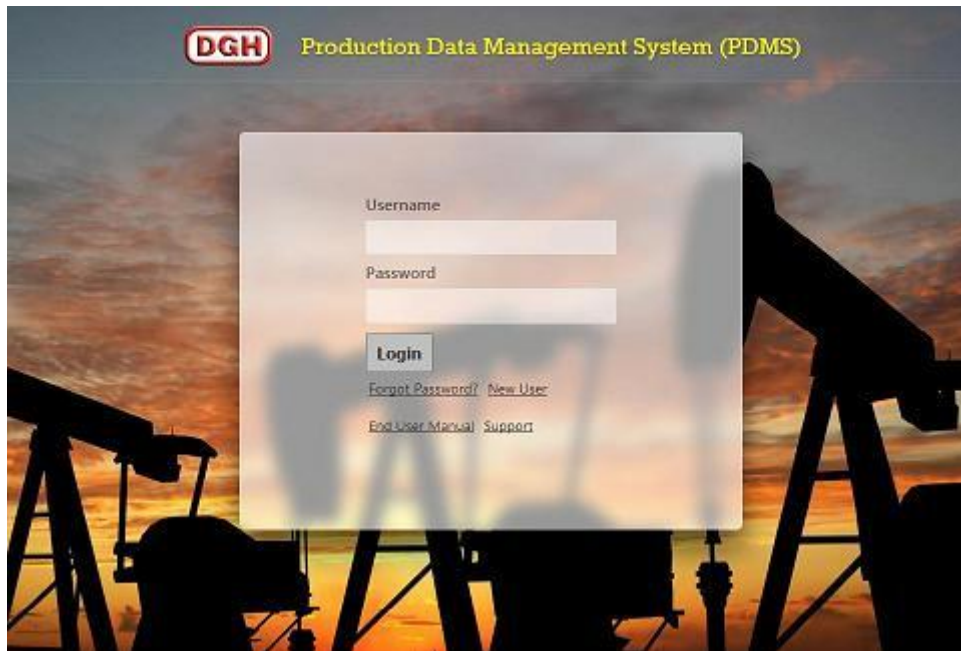 DGH Production Data Management System (PDMS)
Username
Password
Login
Forgot Password? New User
End User Manual Support